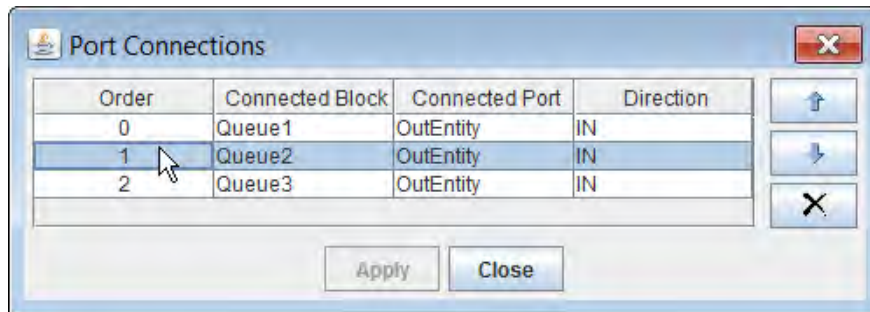 Port Connections
Order Connected Block Connected Port Direction
0 Queue1 OutEntity IN
1 Queue2 OutEntity IN
2 Queue3 OutEntity IN
Apply Close